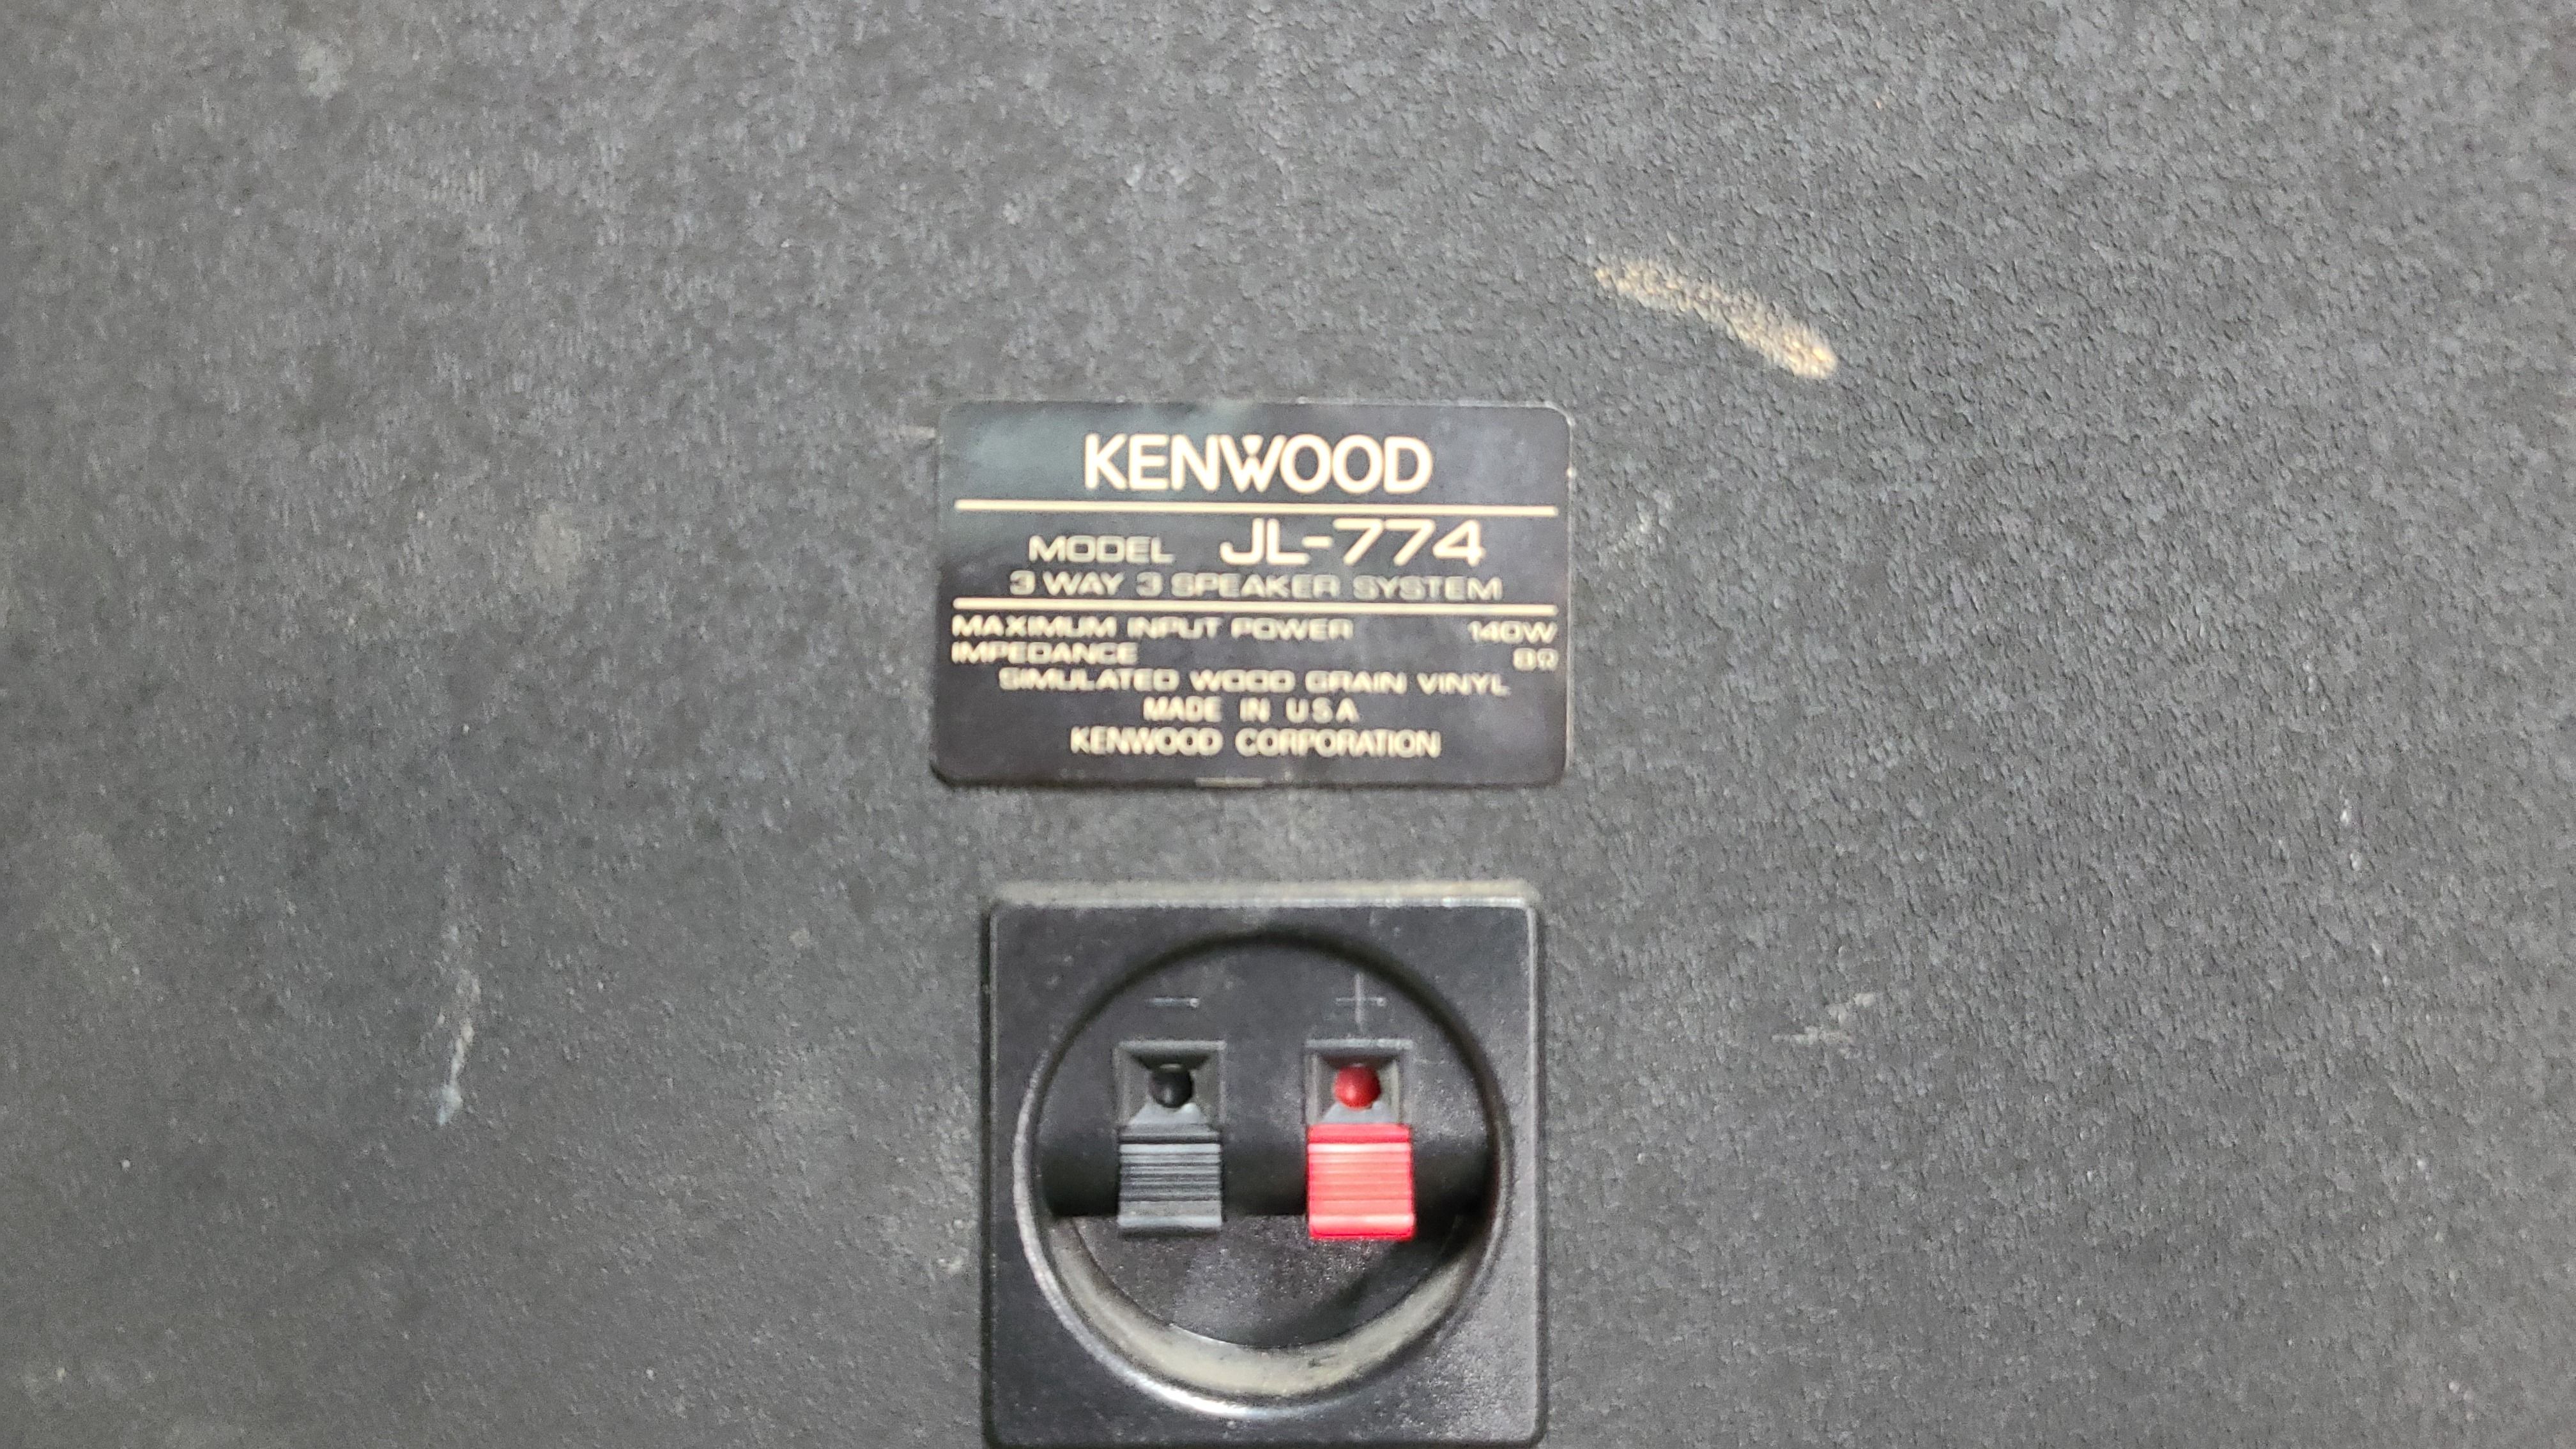 KENWOOD
MODEL JL-774
3 WAY 3 SPEAKER SYSTEM
MAXIMUM INPUT POWER 140W
IMPEDANCE 8Ω
SIMULATED WOOD GRAIN VINYL
MADE IN USA
KENWOOD CORPORATION
− +